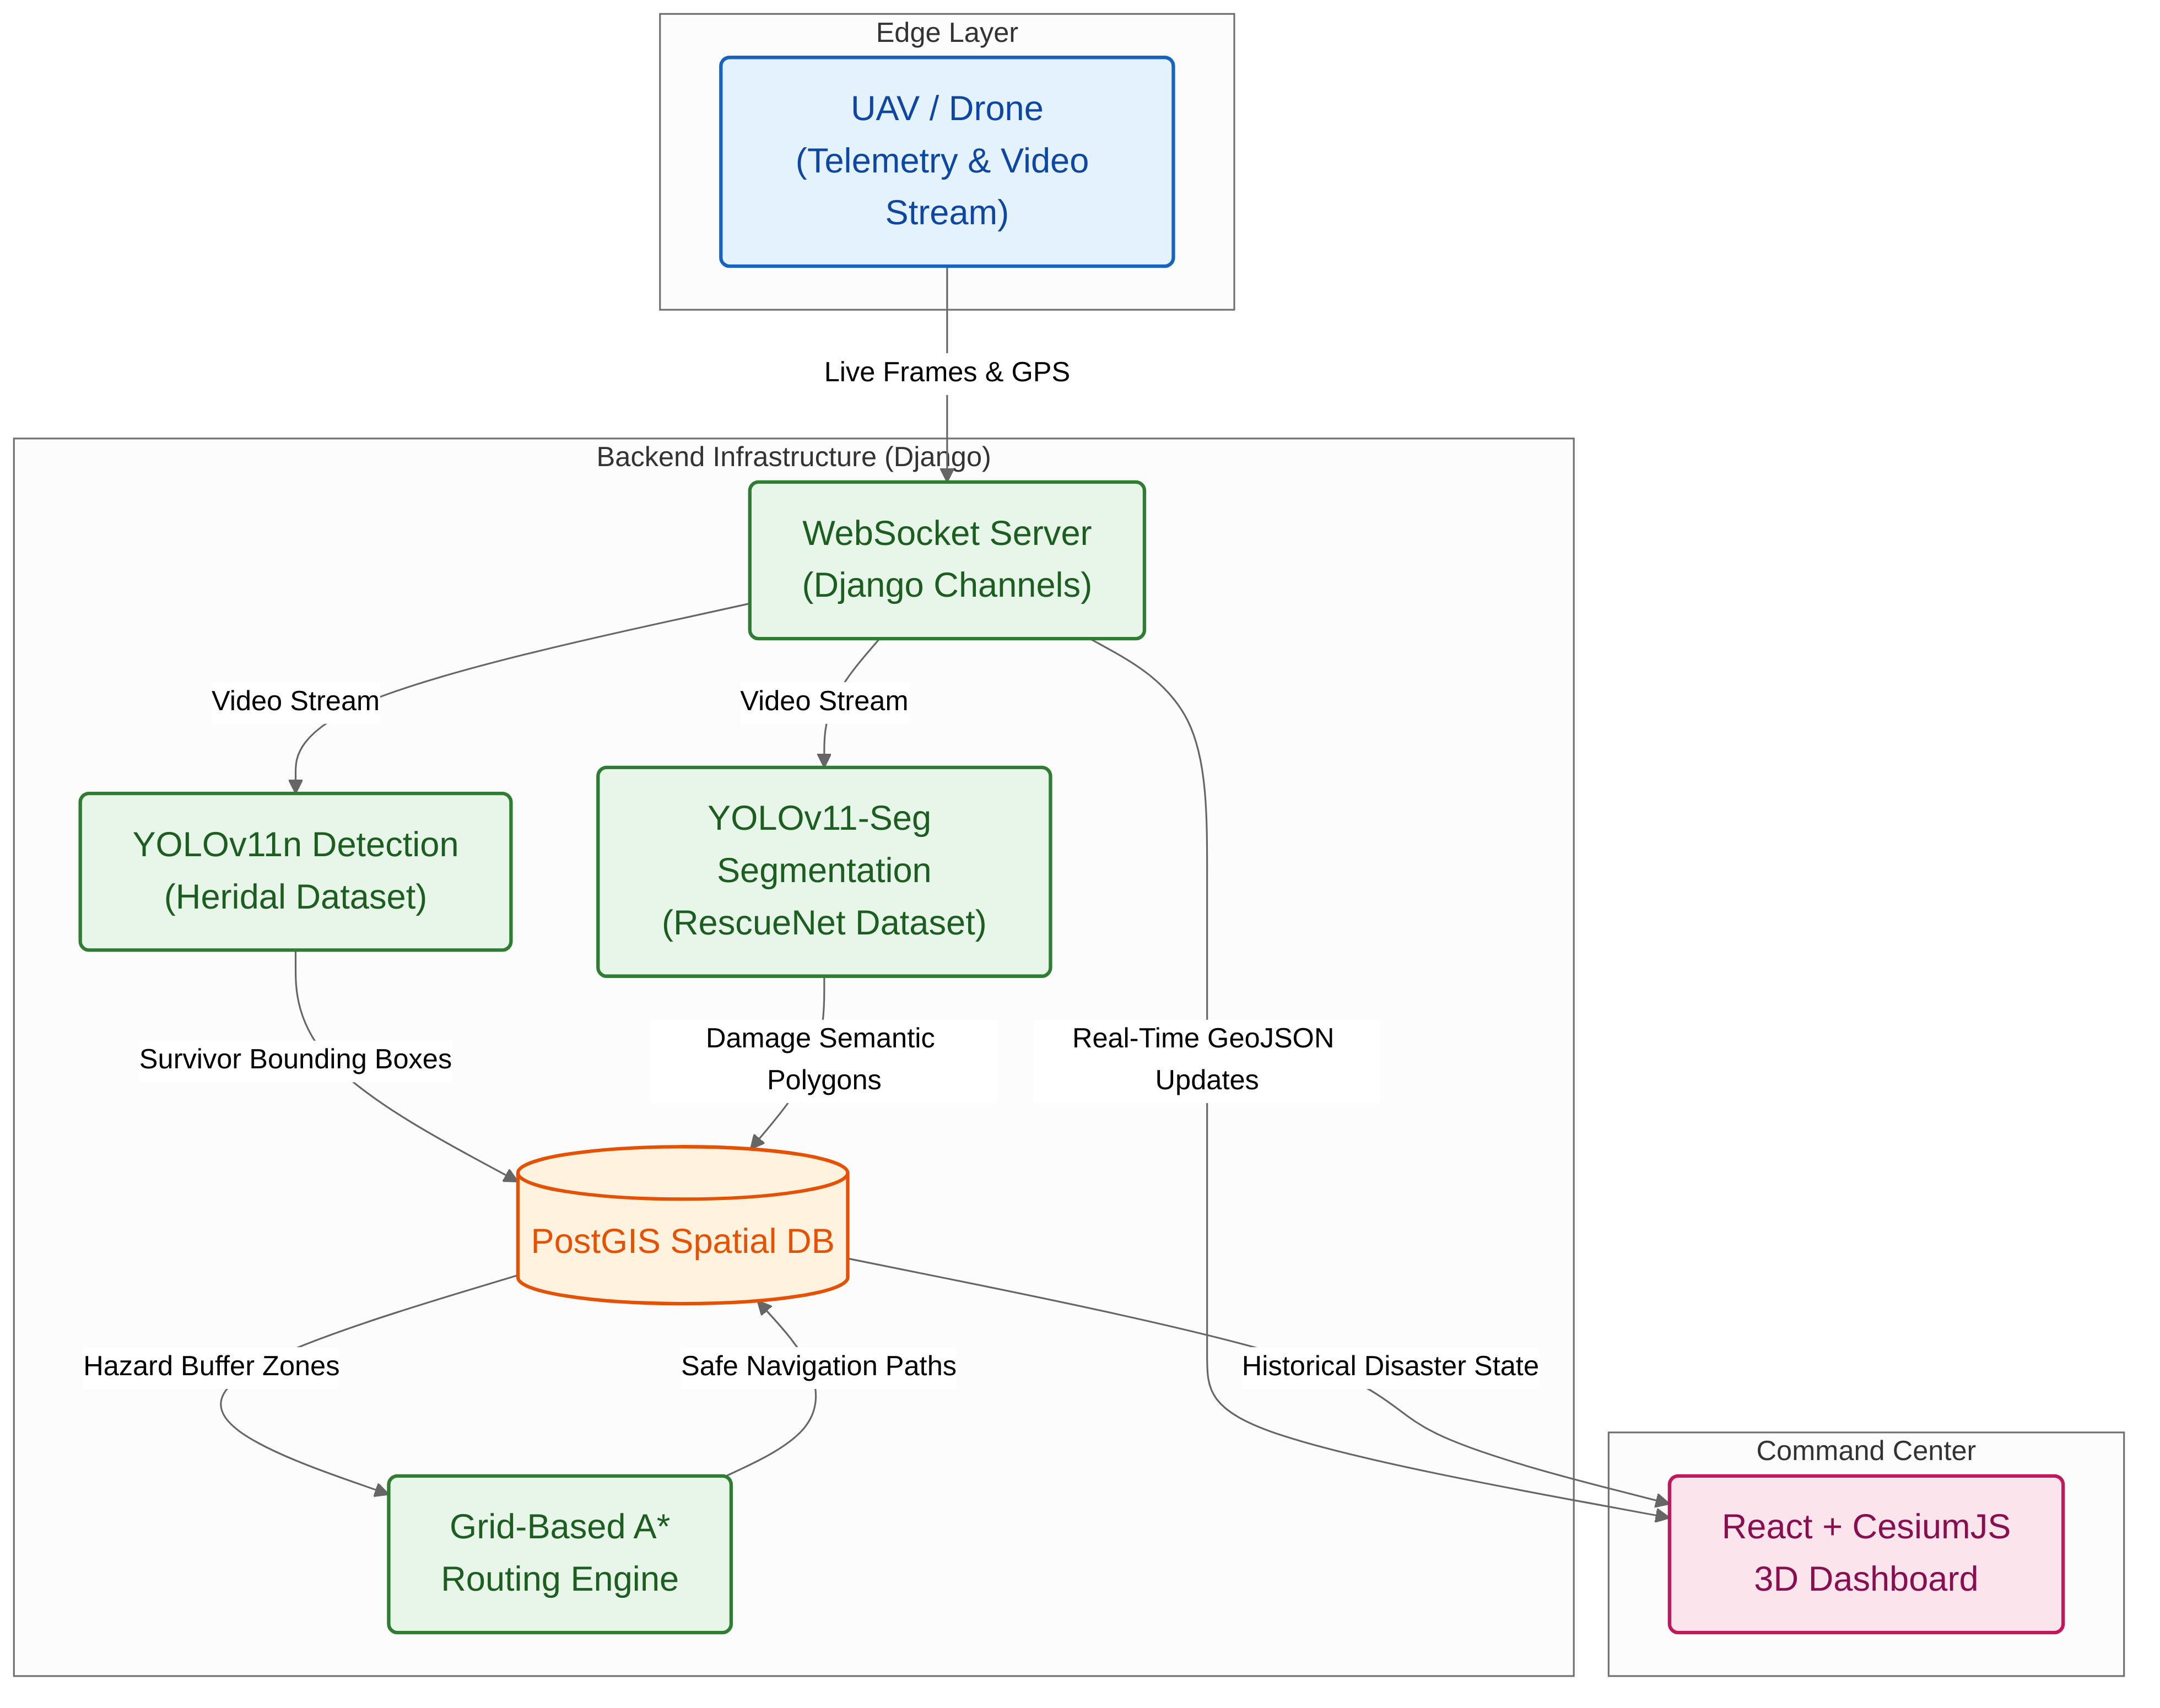 Edge Layer
UAV / Drone
(Telemetry & Video
Stream)
Live Frames & GPS
Backend Infrastructure (Django)
WebSocket Server
(Django Channels)
Video Stream
Video Stream
YOLOv11n Detection
(Heridal Dataset)
YOLOv11-Seg
Segmentation
(RescueNet Dataset)
Survivor Bounding Boxes
Damage Semantic
Polygons
Real-Time GeoJSON
Updates
PostGIS Spatial DB
Hazard Buffer Zones
Safe Navigation Paths
Historical Disaster State
Grid-Based A*
Routing Engine
Command Center
React + CesiumJS
3D Dashboard